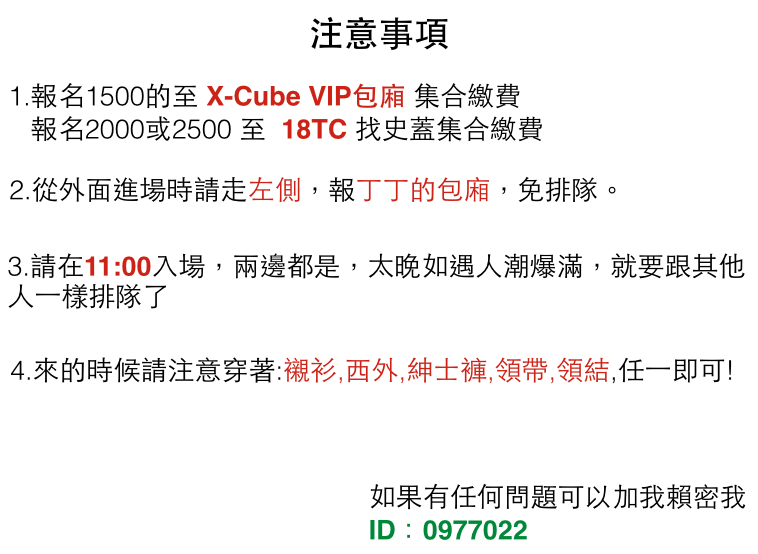 注意事項
1.報名1500的至 X-Cube VIP包廂 集合繳費
報名2000或2500 至 18TC 找史蓋集合繳費
2.從外面進場時請走左側，報丁丁的包廂，免排隊。
3.請在11:00入場，兩邊都是，太晚如遇人潮爆滿，就要跟其他
人一樣排隊了
4.來的時候請注意穿著:襯衫,西外,紳士褲,領帶,領結,任一即可!
如果有任何問題可以加我賴密我
ID：0977022